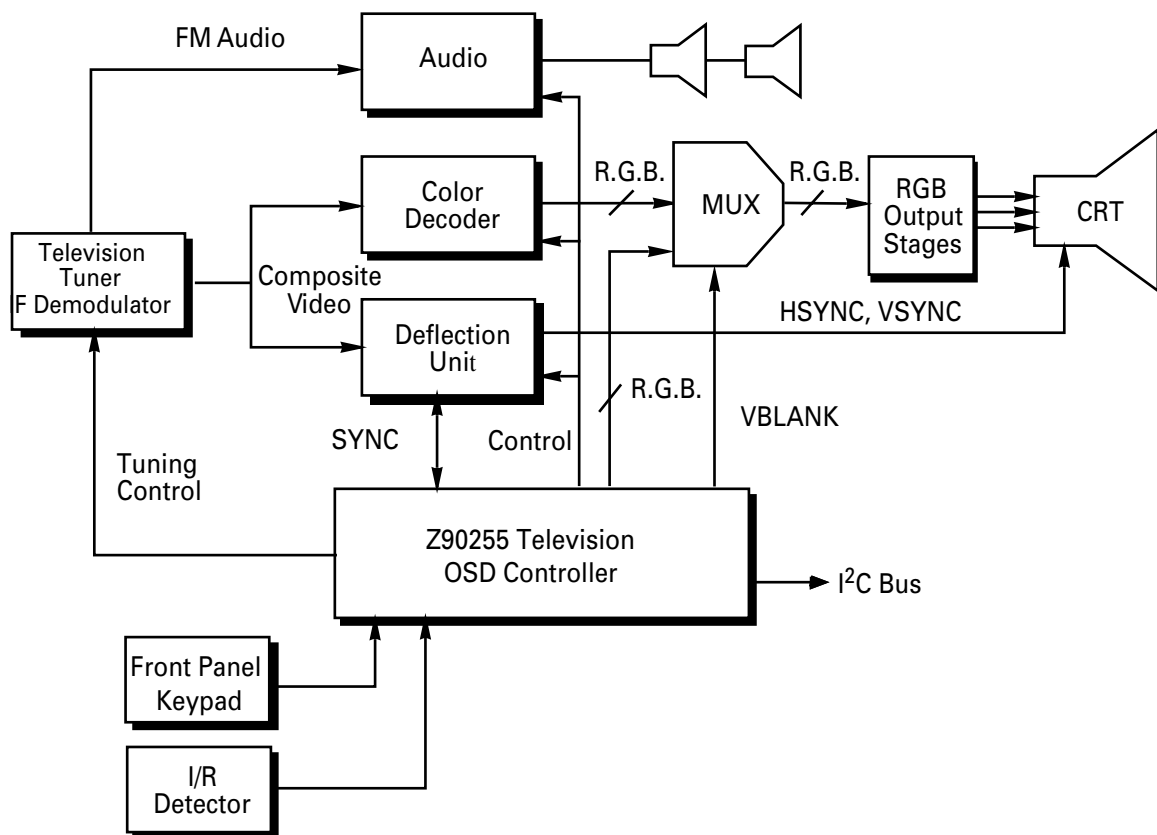 FM Audio
Audio
Color
Decoder
R.G.B.
MUX
R.G.B.
RGB
Output
Stages
CRT
Television
Tuner
IF Demodulator
Composite
Video
Deflection
Unit
HSYNC, VSYNC
R.G.B.
VBLANK
SYNC
Control
Tuning
Control
Z90255 Television
OSD Controller
I²C Bus
Front Panel
Keypad
I/R
Detector